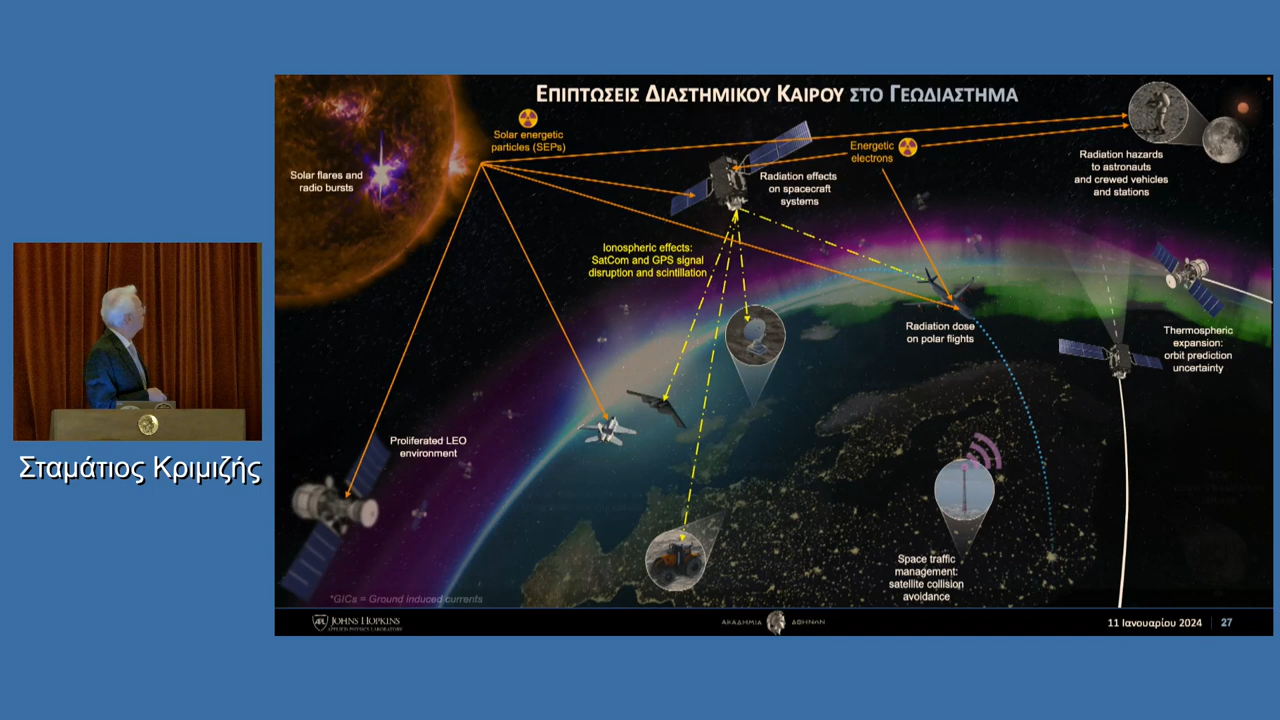 ΕΠΙΠΤΩΣΕΙΣ ΔΙΑΣΤΗΜΙΚΟΥ ΚΑΙΡΟΥ ΣΤΟ ΓΕΩΔΙΑΣΤΗΜΑ
Solar energetic
particles (SEPs)
Solar flares and
radio bursts
Energetic
electrons
Radiation effects
on spacecraft
systems
Radiation hazards
to astronauts
and crewed vehicles
and stations
Ionospheric effects:
SatCom and GPS signal
disruption and scintillation
Radiation dose
on polar flights
Thermospheric
expansion:
orbit prediction
uncertainty
Proliferated LEO
environment
Space traffic
management:
satellite collision
avoidance
*GICs = Ground induced currents
APL JOHNS HOPKINS
APPLIED PHYSICS LABORATORY
ΑΚΑΔΗΜΙΑ ΑΘΗΝΩΝ
11 Ιανουαρίου 2024 27
Σταμάτιος Κριμιζής